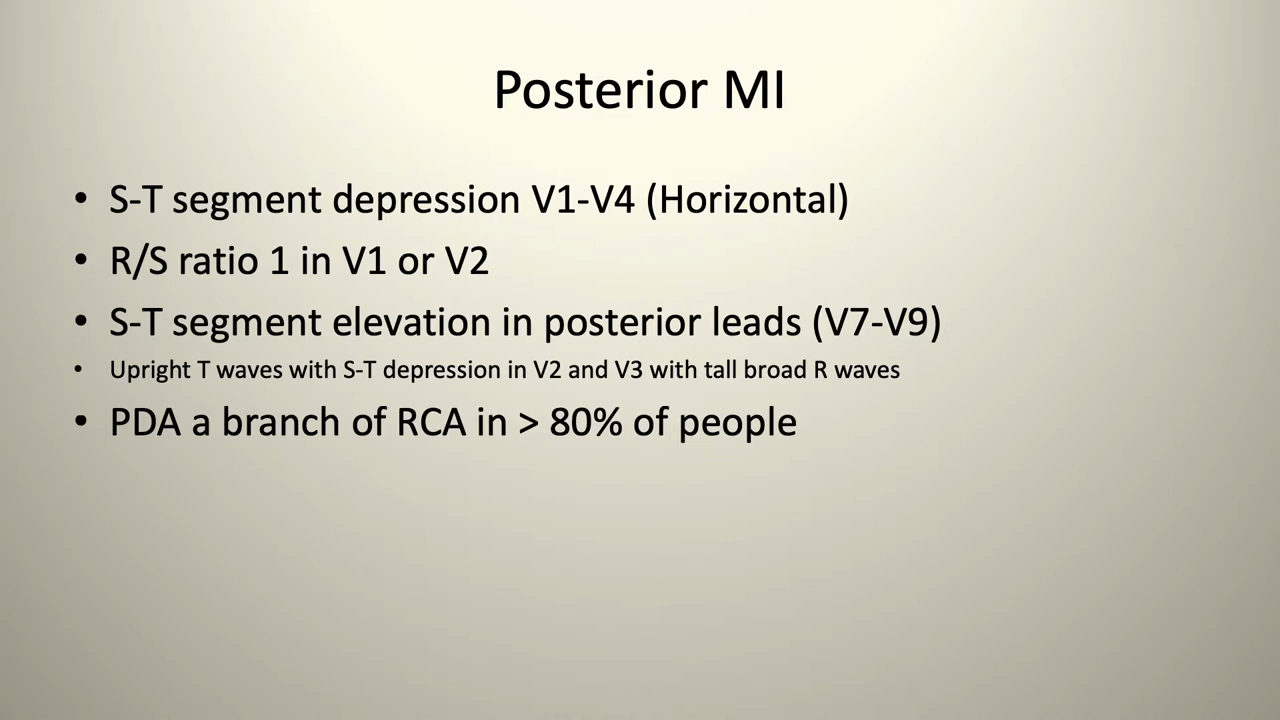 Posterior MI
• S-T segment depression V1-V4 (Horizontal)
• R/S ratio 1 in V1 or V2
• S-T segment elevation in posterior leads (V7-V9)
• Upright T waves with S-T depression in V2 and V3 with tall broad R waves
• PDA a branch of RCA in > 80% of people